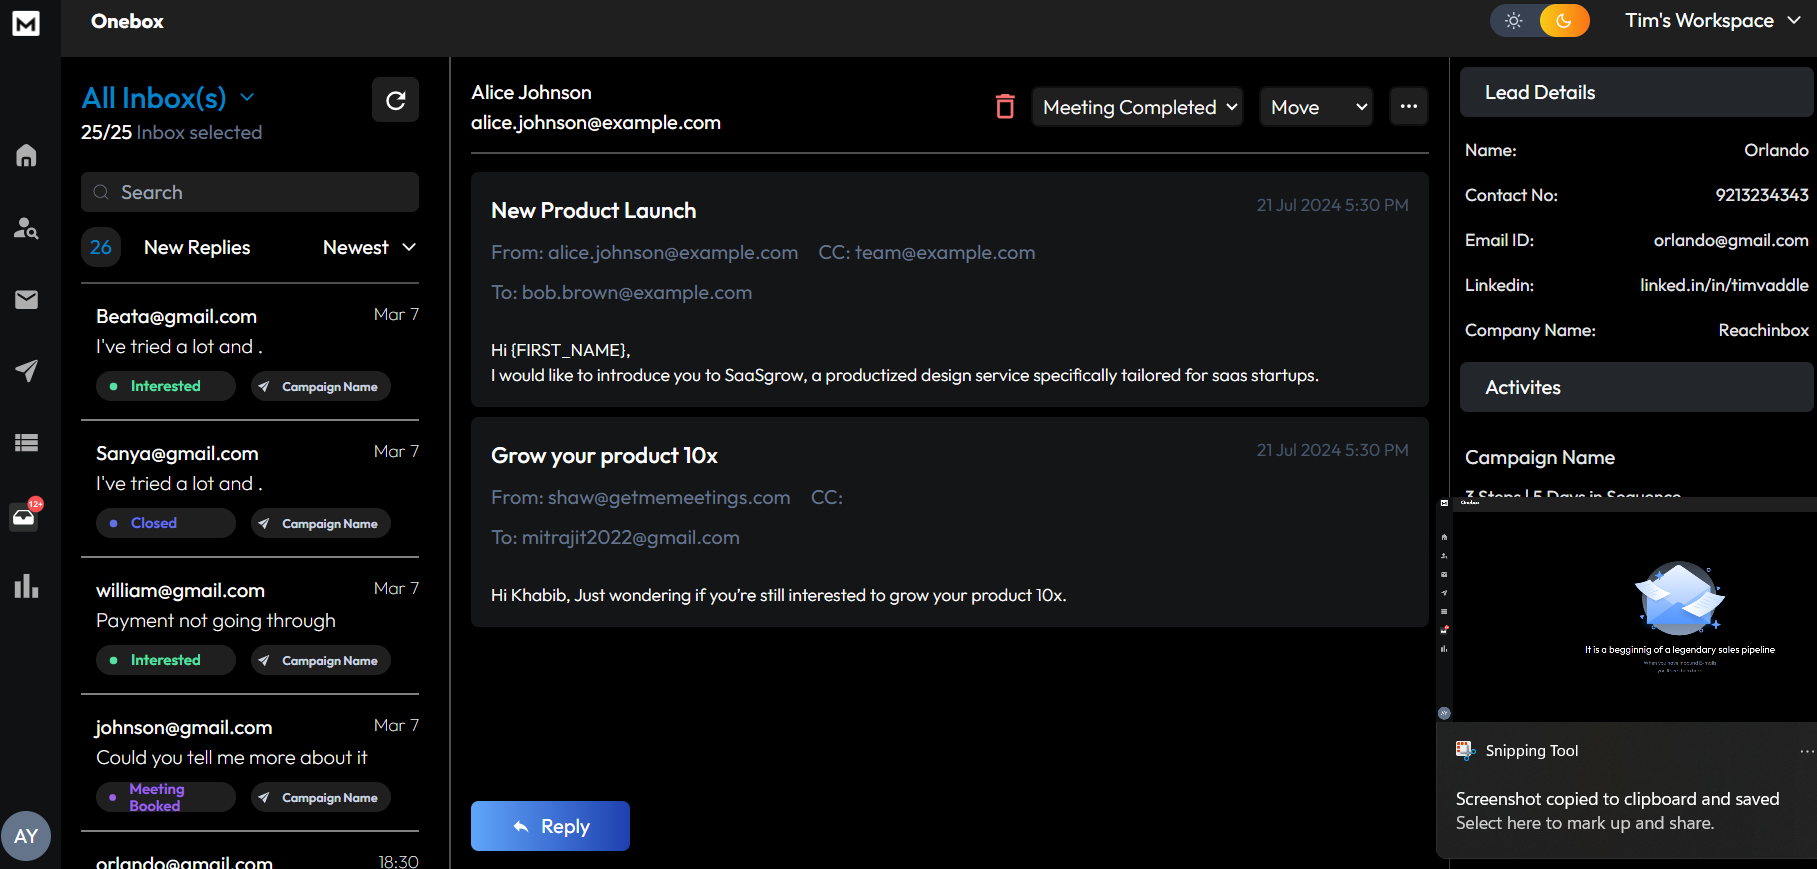 M
Onebox
Tim's Workspace
All Inbox(s)
25/25 Inbox selected
Search
26 New Replies Newest
Beata@gmail.com Mar 7
I've tried a lot and .
Interested Campaign Name
Sanya@gmail.com Mar 7
I've tried a lot and .
Closed Campaign Name
william@gmail.com Mar 7
Payment not going through
Interested Campaign Name
johnson@gmail.com Mar 7
Could you tell me more about it
Meeting
Booked
Campaign Name
orlando@gmail.com 18:30
12+
AY
Alice Johnson
alice.johnson@example.com
Meeting Completed Move ...
New Product Launch 21 Jul 2024 5:30 PM
From: alice.johnson@example.com CC: team@example.com
To: bob.brown@example.com
Hi {FIRST_NAME},
I would like to introduce you to SaaSgrow, a productized design service specifically tailored for saas startups.
Grow your product 10x 21 Jul 2024 5:30 PM
From: shaw@getmemeetings.com CC:
To: mitrajit2022@gmail.com
Hi Khabib, Just wondering if you’re still interested to grow your product 10x.
Reply
Lead Details
Name: Orlando
Contact No: 9213234343
Email ID: orlando@gmail.com
Linkedin: linked.in/in/timvaddle
Company Name: Reachinbox
Activites
Campaign Name
3 Steps | 5 Days in Sequence
Onebox
It is a begginnig of a legendary sales pipeline
Snipping Tool ...
Screenshot copied to clipboard and saved
Select here to mark up and share.